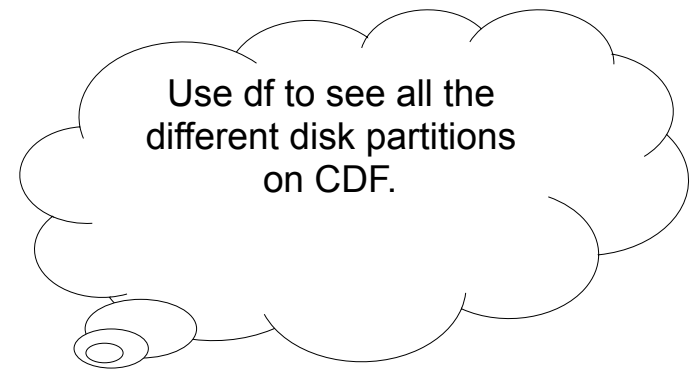 Use df to see all the
different disk partitions
on CDF.